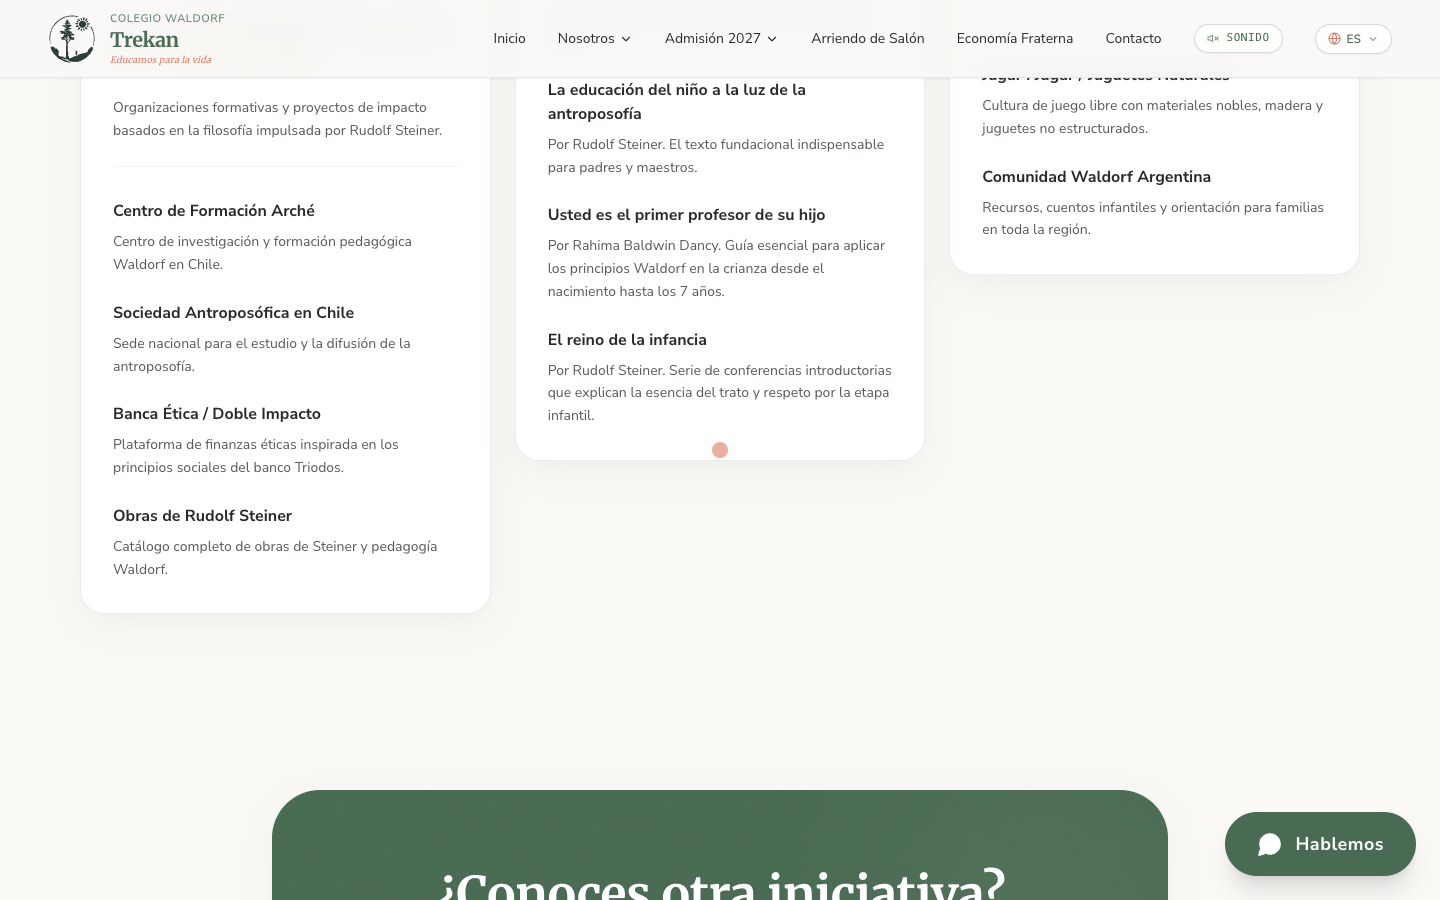 COLEGIO WALDORF
Trekan
Educamos para la vida
Inicio
Nosotros
Admisión 2027
Arriendo de Salón
Economía Fraterna
Contacto
SONIDO
ES
Organizaciones formativas y proyectos de impacto
basados en la filosofía impulsada por Rudolf Steiner.
Centro de Formación Arché
Centro de investigación y formación pedagógica
Waldorf en Chile.
Sociedad Antroposófica en Chile
Sede nacional para el estudio y la difusión de la
antroposofía.
Banca Ética / Doble Impacto
Plataforma de finanzas éticas inspirada en los
principios sociales del banco Triodos.
Obras de Rudolf Steiner
Catálogo completo de obras de Steiner y pedagogía
Waldorf.
La educación del niño a la luz de la
antroposofía
Por Rudolf Steiner. El texto fundacional indispensable
para padres y maestros.
Usted es el primer profesor de su hijo
Por Rahima Baldwin Dancy. Guía esencial para aplicar
los principios Waldorf en la crianza desde el
nacimiento hasta los 7 años.
El reino de la infancia
Por Rudolf Steiner. Serie de conferencias introductorias
que explican la esencia del trato y respeto por la etapa
infantil.
Juguetes Naturales
Cultura de juego libre con materiales nobles, madera y
juguetes no estructurados.
Comunidad Waldorf Argentina
Recursos, cuentos infantiles y orientación para familias
en toda la región.
¿Conoces otra iniciativa?
Hablemos